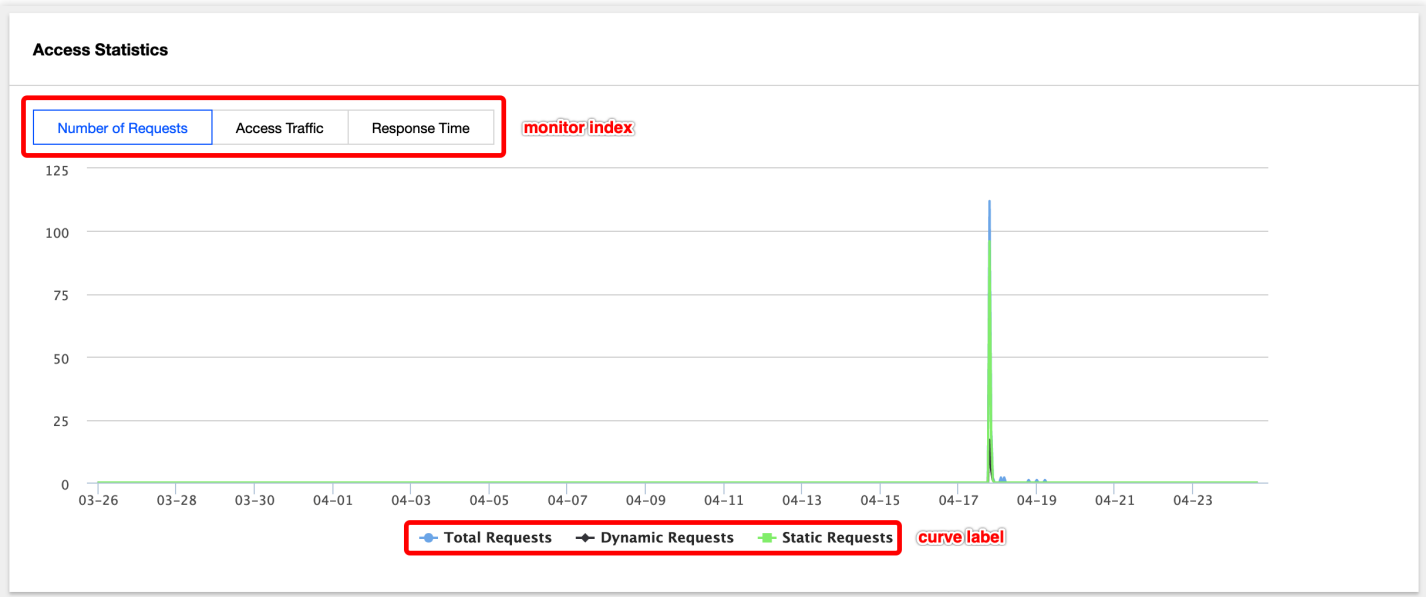 Access Statistics
Number of Requests Access Traffic Response Time monitor index
125
100
75
50
25
0
03-26 03-28 03-30 04-01 04-03 04-05 04-07 04-09 04-11 04-13 04-15 04-17 04-19 04-21 04-23
Total Requests Dynamic Requests Static Requests curve label